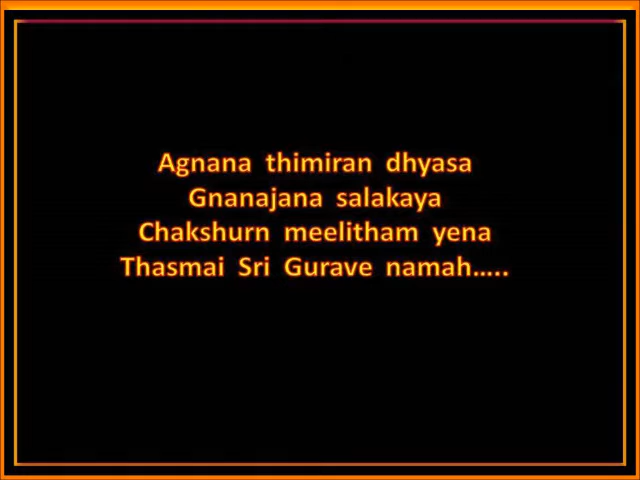 Agnana thimiran dhyasa
Gnanajana salakaya
Chakshurn meelitham yena
Thasmai Sri Gurave namah.....